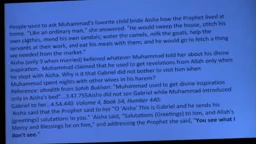 People used to ask Muhammad's favorite child bride Aisha how the Prophet lived at
home. "Like an ordinary man," she answered. "He would sweep the house, stitch his
own clothes, mend his own sandals, water the camels, milk the goats, help the
servants at their work, and eat his meals with them; and he would go to fetch a thing
we needed from the market."
Aisha (only 9 when married) believed whatever Muhammad told her about his divine
inspiration. Muhammad claimed that he used to get revelations from Allah only when
he slept with Aisha. Why is it that Gabriel did not bother to visit him when
Muhammad spent nights with other wives in his harem?
Reference: ahadith from Sahih Bukhari. "Muhammad used to get divine inspiration
only in Aisha's bed"...3.47.755 Aisha did not see Gabriel while Muhammad introduced
Gabriel to her...4.54.440 Volume 4, Book 54, Number 440:
'Aisha said that the Prophet said to her "O 'Aisha' This is Gabriel and he sends his
(greetings) salutations to you." 'Aisha said, "Salutations (Greetings) to him, and Allah's
Mercy and Blessings be on him," and addressing the Prophet she said, "You see what I
don't see."